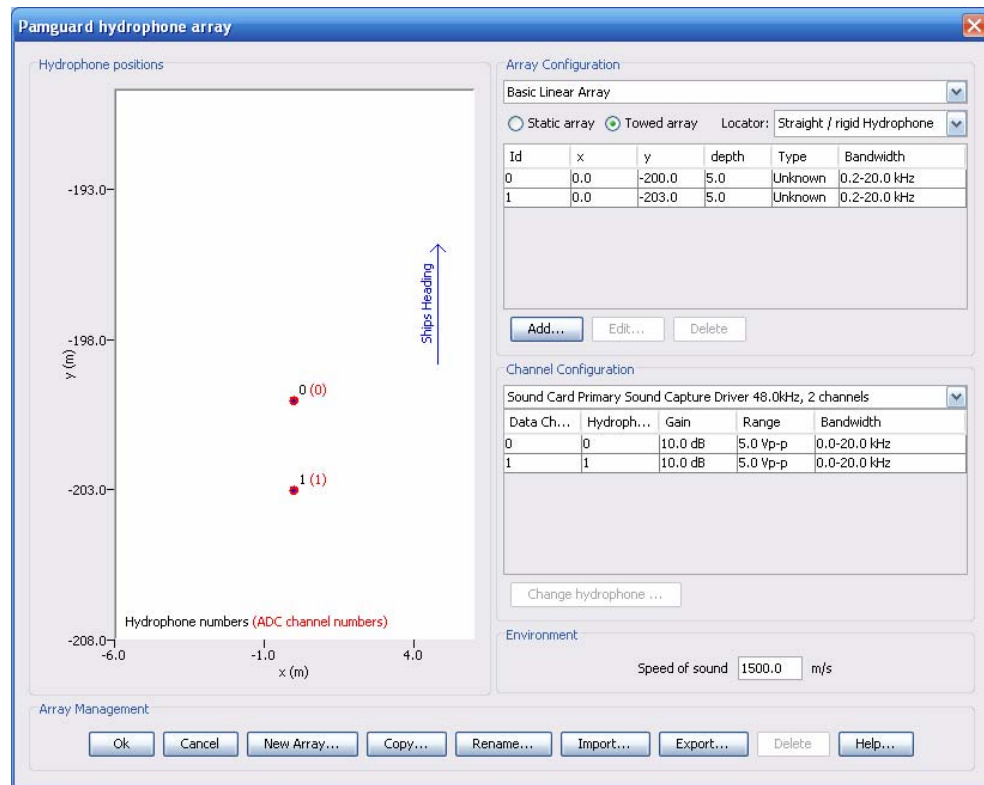 Pamguard hydrophone array
Hydrophone positions
-193.0
-198.0
-203.0
-208.0
y (m)
-6.0 -1.0 4.0
x (m)
Ships Heading
0 (0)
1 (1)
Hydrophone numbers (ADC channel numbers)
Array Configuration
Basic Linear Array
Static array Towed array Locator: Straight / rigid Hydrophone
Id x y depth Type Bandwidth
0 0.0 -200.0 5.0 Unknown 0.2-20.0 kHz
1 0.0 -203.0 5.0 Unknown 0.2-20.0 kHz
Add... Edit... Delete
Channel Configuration
Sound Card Primary Sound Capture Driver 48.0kHz, 2 channels
Data Ch... Hydroph... Gain Range Bandwidth
0 0 10.0 dB 5.0 Vp-p 0.0-20.0 kHz
1 1 10.0 dB 5.0 Vp-p 0.0-20.0 kHz
Change hydrophone ...
Environment
Speed of sound 1500.0 m/s
Array Management
Ok Cancel New Array... Copy... Rename... Import... Export... Delete Help...